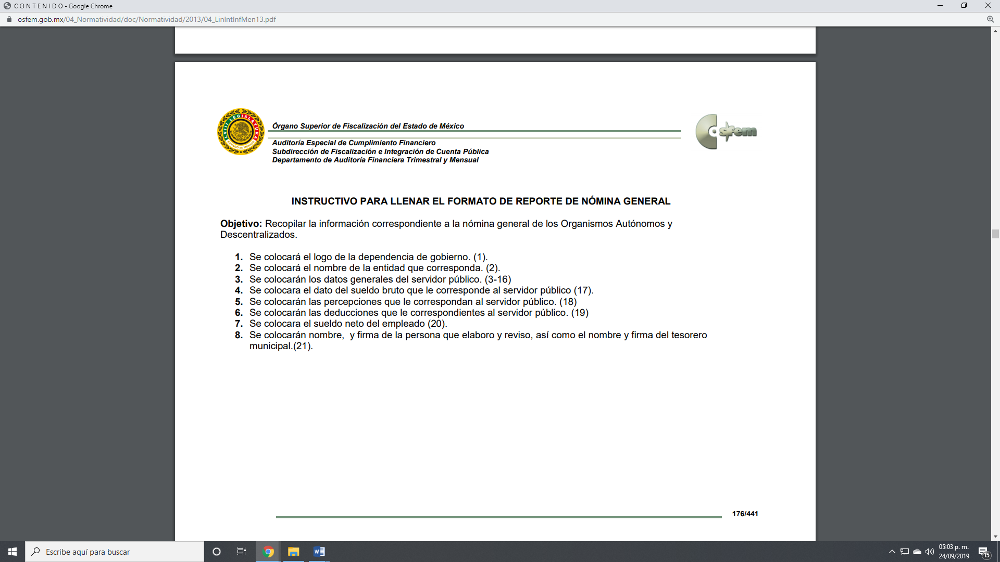 C O N T E N I D O - Google Chrome
osfem.gob.mx/04_Normatividad/doc/Normatividad/2013/04_LinIntInfMen13.pdf
LVIII LEGISLATURA
ESTADO DE MÉXICO
Órgano Superior de Fiscalización del Estado de México
osfem
Auditoría Especial de Cumplimiento Financiero
Subdirección de Fiscalización e Integración de Cuenta Pública
Departamento de Auditoría Financiera Trimestral y Mensual
INSTRUCTIVO PARA LLENAR EL FORMATO DE REPORTE DE NÓMINA GENERAL
Objetivo: Recopilar la información correspondiente a la nómina general de los Organismos Autónomos y
Descentralizados.
1. Se colocará el logo de la dependencia de gobierno. (1).
2. Se colocará el nombre de la entidad que corresponda. (2).
3. Se colocarán los datos generales del servidor público. (3-16)
4. Se colocara el dato del sueldo bruto que le corresponde al servidor público (17).
5. Se colocarán las percepciones que le correspondan al servidor público. (18)
6. Se colocarán las deducciones que le correspondientes al servidor público. (19)
7. Se colocara el sueldo neto del empleado (20).
8. Se colocarán nombre,  y firma de la persona que elaboro y reviso, así como el nombre y firma del tesorero
municipal.(21).
176/441
Escribe aquí para buscar
05:03 p. m.
24/09/2019
15